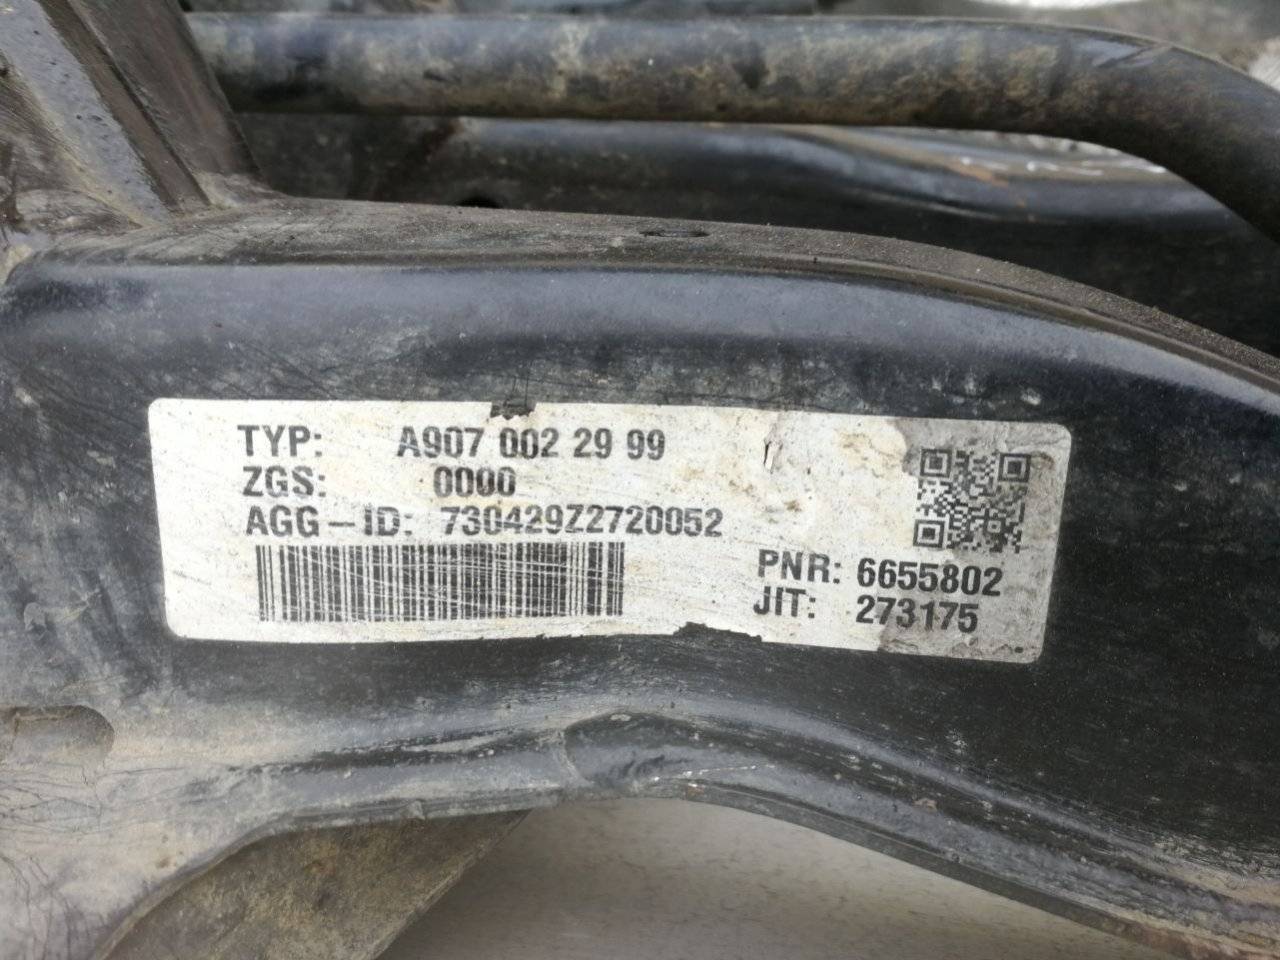 TYP: A907 002 29 99
ZGS: 0000
AGG-ID: 730429Z2720052
PNR: 6655802
JIT: 273175